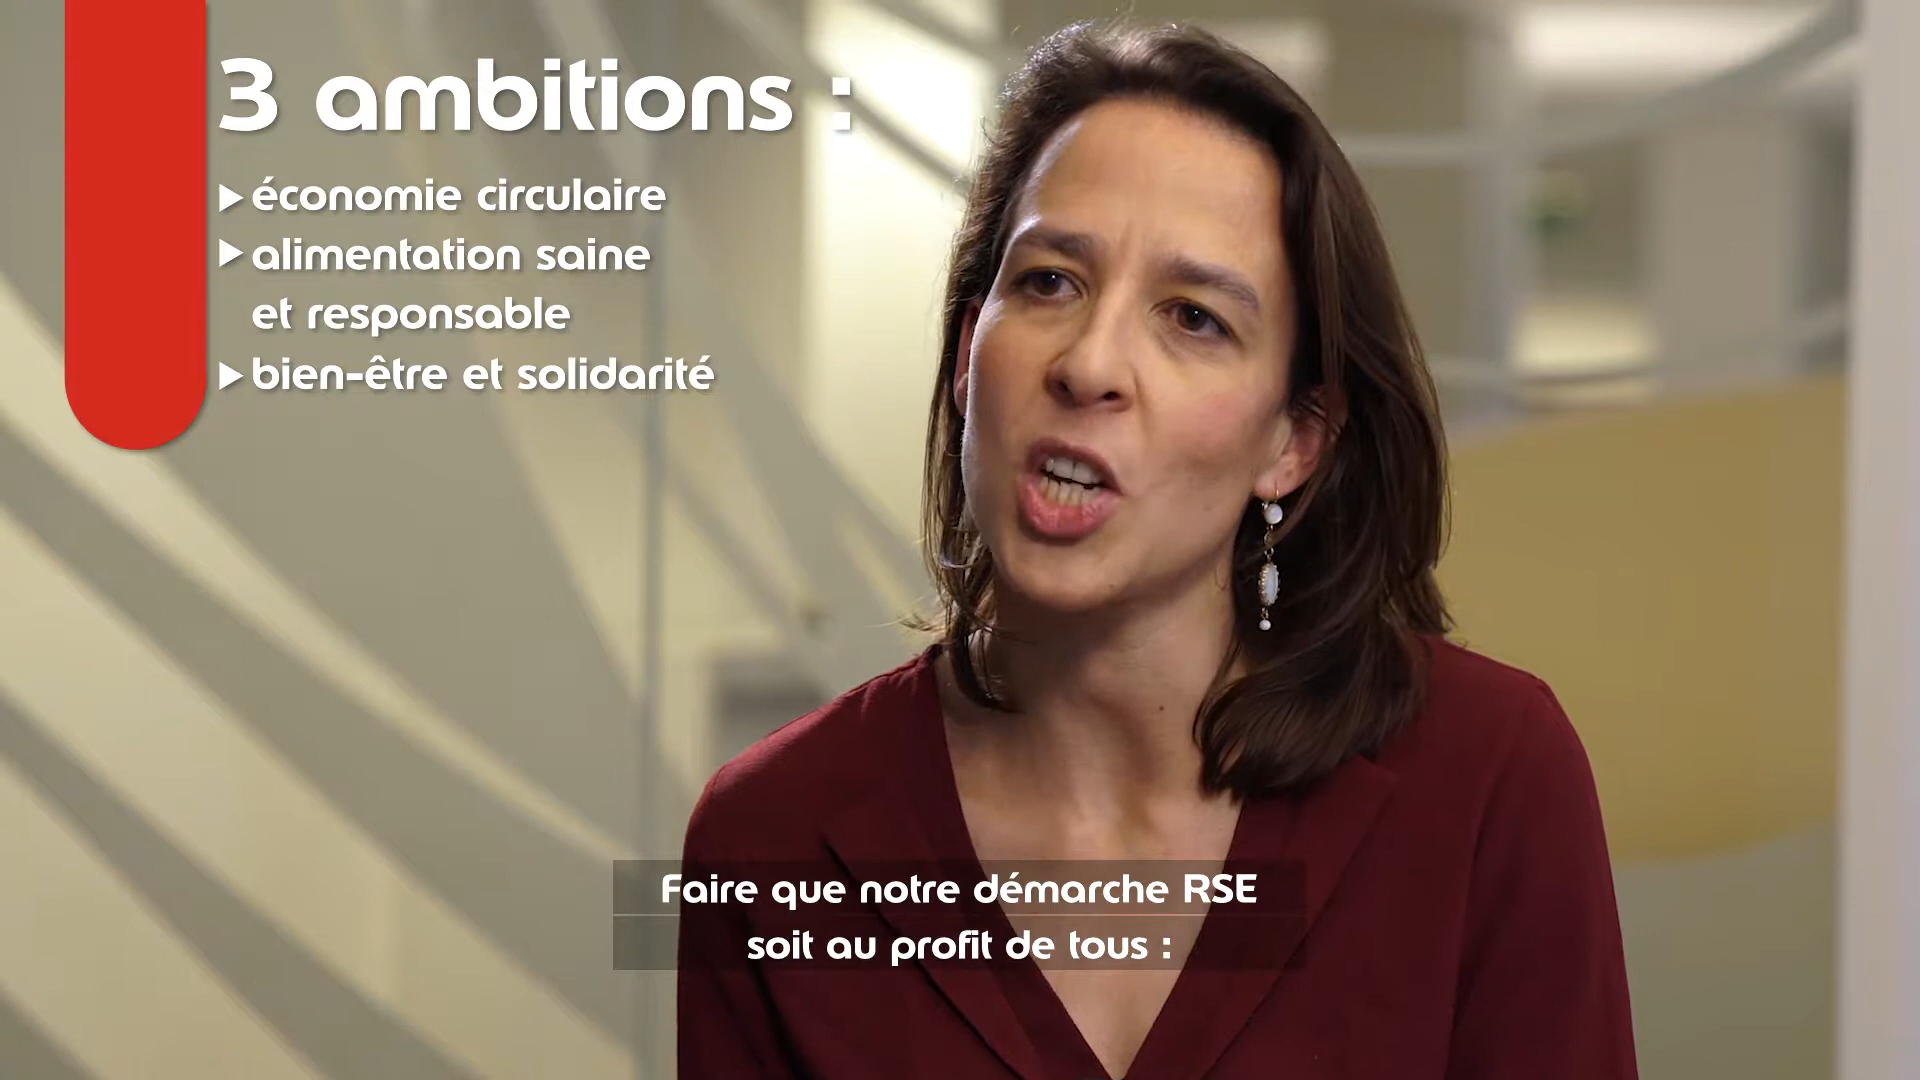 3 ambitions :
▶ économie circulaire
▶ alimentation saine
et responsable
▶ bien-être et solidarité
Faire que notre démarche RSE
soit au profit de tous :